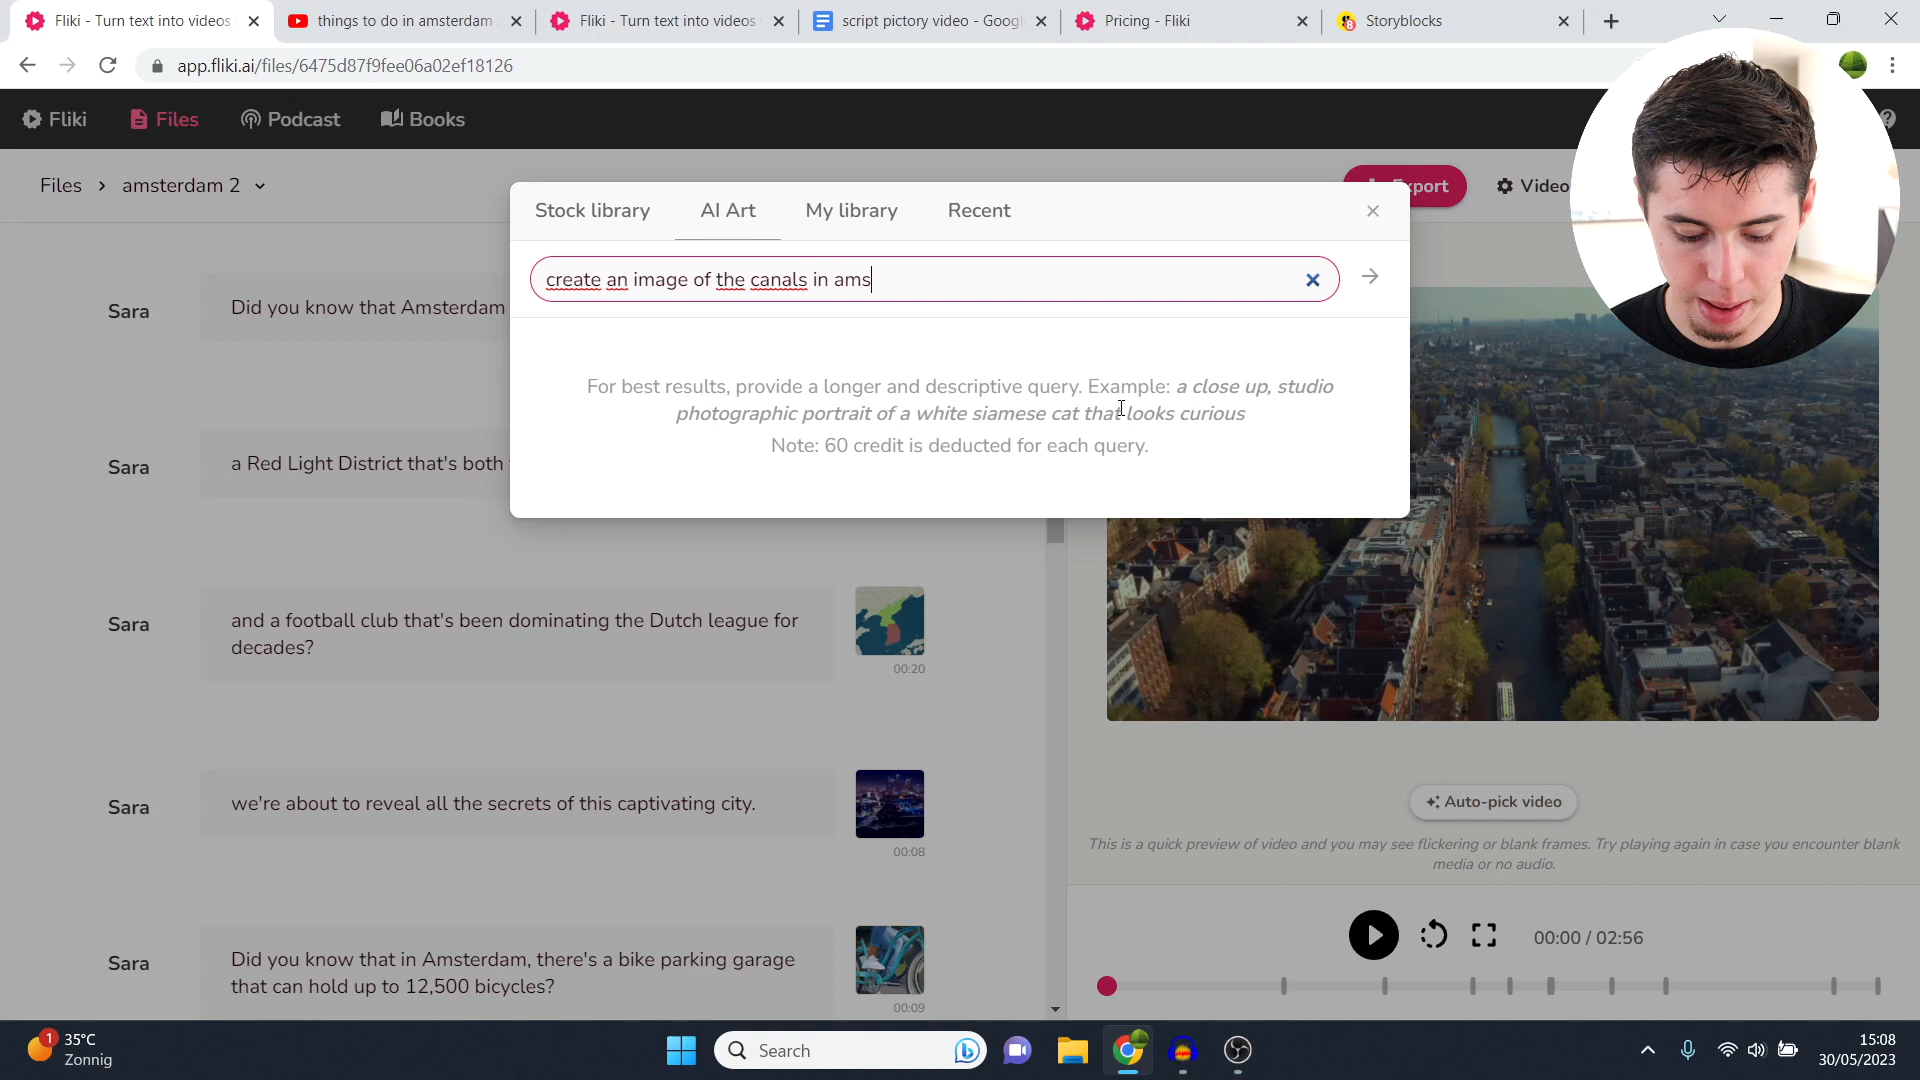 Fliki - Turn text into videos
things to do in amsterdam
Fliki - Turn text into videos
script pictory video - Googl
Pricing - Fliki
Storyblocks
app.fliki.ai/files/6475d87f9fee06a02ef18126
Fliki
Files
Podcast
Books
Files > amsterdam 2
Export
Video
Stock library
AI Art
My library
Recent
create an image of the canals in ams
For best results, provide a longer and descriptive query. Example: a close up, studio
photographic portrait of a white siamese cat that looks curious
Note: 60 credit is deducted for each query.
Sara
Did you know that Amsterdam
Sara
a Red Light District that's both
Sara
and a football club that's been dominating the Dutch league for
decades?
00:20
Sara
we're about to reveal all the secrets of this captivating city.
00:08
Sara
Did you know that in Amsterdam, there's a bike parking garage
that can hold up to 12,500 bicycles?
00:09
Auto-pick video
This is a quick preview of video and you may see flickering or blank frames. Try playing again in case you encounter blank
media or no audio.
00:00 / 02:56
1
35°C
Zonnig
Search
15:08
30/05/2023